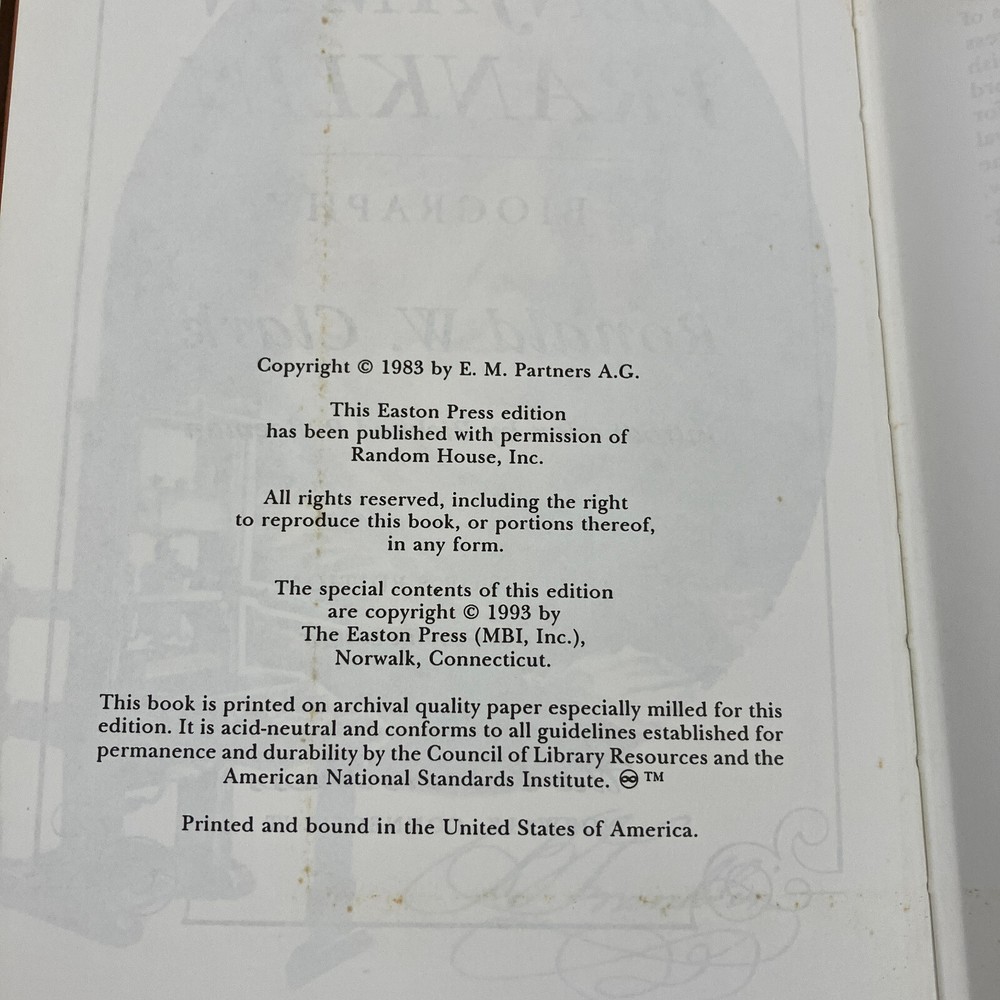 Copyright © 1983 by E. M. Partners A.G.
This Easton Press edition
has been published with permission of
Random House, Inc.
All rights reserved, including the right
to reproduce this book, or portions thereof,
in any form.
The special contents of this edition
are copyright © 1993 by
The Easton Press (MBI, Inc.),
Norwalk, Connecticut.
This book is printed on archival quality paper especially milled for this
edition. It is acid-neutral and conforms to all guidelines established for
permanence and durability by the Council of Library Resources and the
American National Standards Institute. ♾ ™
Printed and bound in the United States of America.